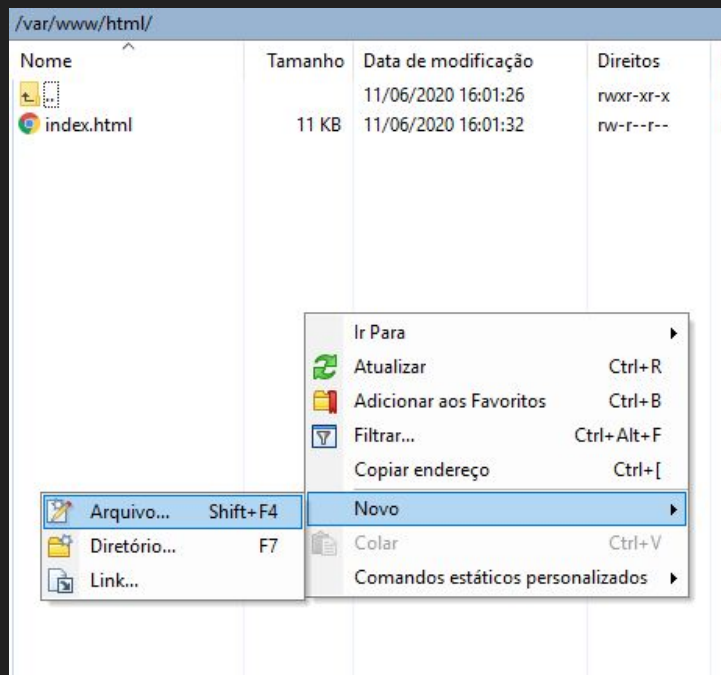 /var/www/html/
Nome Tamanho Data de modificação Direitos
.. 11/06/2020 16:01:26 rwxr-xr-x
index.html 11 KB 11/06/2020 16:01:32 rw-r--r--
Ir Para
Atualizar Ctrl+R
Adicionar aos Favoritos Ctrl+B
Filtrar... Ctrl+Alt+F
Copiar endereço Ctrl+[
Novo
Colar Ctrl+V
Comandos estáticos personalizados
Arquivo... Shift+F4
Diretório... F7
Link...